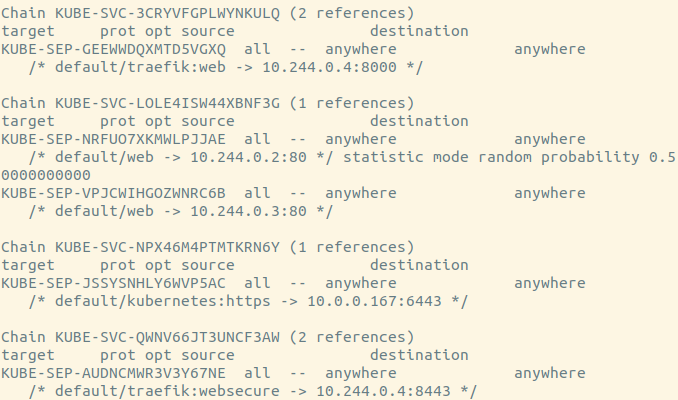 Chain KUBE-SVC-3CRYVFGPLWYNKULQ (2 references)
target     prot opt source               destination
KUBE-SEP-GEEWWDQXMTD5VGXQ  all  --  anywhere             anywhere
   /* default/traefik:web -> 10.244.0.4:8000 */
Chain KUBE-SVC-LOLE4ISW44XBNF3G (1 references)
target     prot opt source               destination
KUBE-SEP-NRFUO7XKMWLPJJAE  all  --  anywhere             anywhere
   /* default/web -> 10.244.0.2:80 */ statistic mode random probability 0.5
0000000000
KUBE-SEP-VPJCWIHGOZWNRC6B  all  --  anywhere             anywhere
   /* default/web -> 10.244.0.3:80 */
Chain KUBE-SVC-NPX46M4PTMTKRN6Y (1 references)
target     prot opt source               destination
KUBE-SEP-JSSYSNHLY6WVP5AC  all  --  anywhere             anywhere
   /* default/kubernetes:https -> 10.0.0.167:6443 */
Chain KUBE-SVC-QWNV66JT3UNCF3AW (2 references)
target     prot opt source               destination
KUBE-SEP-AUDNCMWR3V3Y67NE  all  --  anywhere             anywhere
   /* default/traefik:websecure -> 10.244.0.4:8443 */